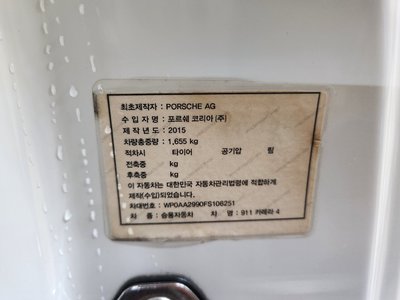 최초제작자 : PORSCHE AG
수 입 자 명 : 포르쉐 코리아 (주)
제 작 년 도 : 2015
차량총중량 : 1,655 kg
적차시 타이어 공기압 림
전축중 kg
후축중 kg
이 자동차는 대한민국 자동차관리법령에 적합하게
제작(수입)되었습니다.
차대번호 : WP0AA2990FS108251
차 종 : 승용자동차 차 명 : 911 카레라 4